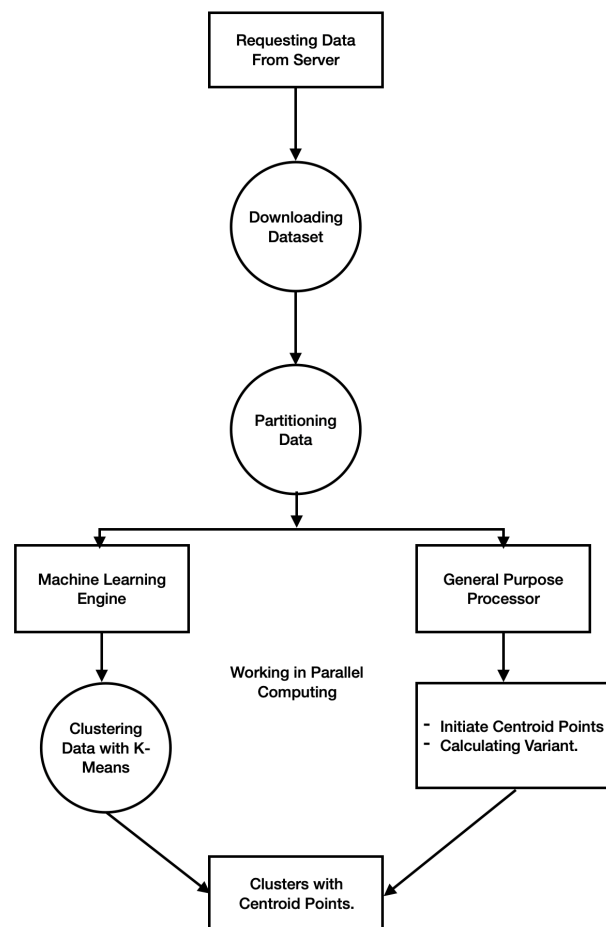 Requesting Data
From Server
Downloading
Dataset
Partitioning
Data
Machine Learning
Engine
General Purpose
Processor
Working in Parallel
Computing
Clustering
Data with K-
Means
- Initiate Centroid Points
- Calculating Variant.
Clusters with
Centroid Points.